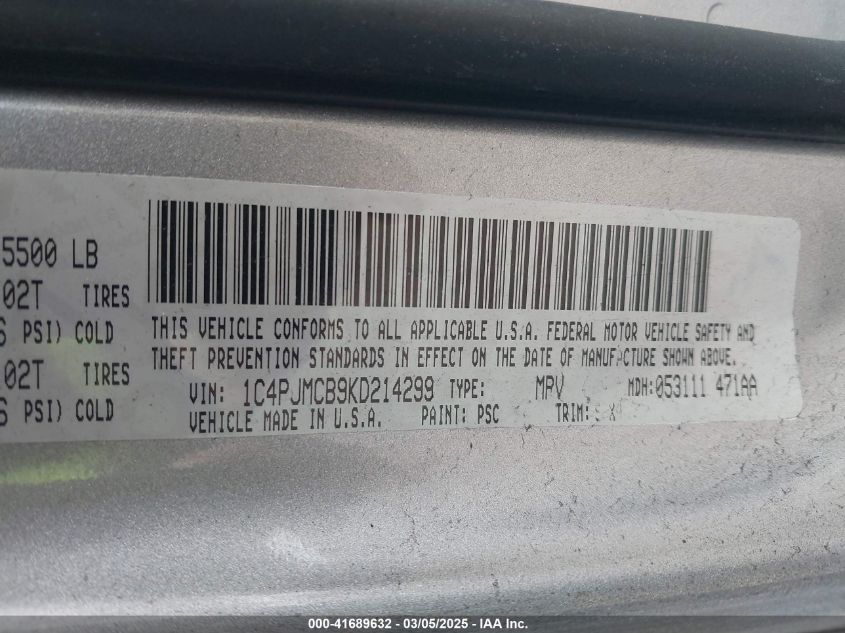 5500 LB
02T TIRES
PSI) COLD
02T TIRES
PSI) COLD
THIS VEHICLE CONFORMS TO ALL APPLICABLE U.S.A. FEDERAL MOTOR VEHICLE SAFETY AND
THEFT PREVENTION STANDARDS IN EFFECT ON THE DATE OF MANUFACTURE SHOWN ABOVE.
VIN: 1C4PJMCB9KD214299 TYPE: MPV MDH:053111 471AA
VEHICLE MADE IN U.S.A. PAINT: PSC TRIM:
000-41689632 - 03/05/2025 - IAA Inc.